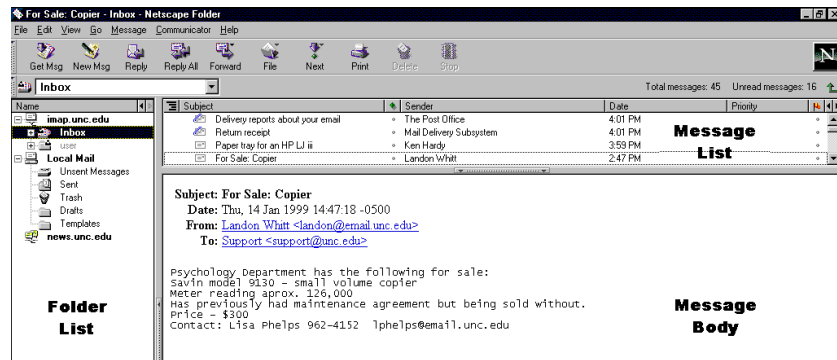 For Sale: Copier - Inbox - Netscape Folder
File Edit View Go Message Communicator Help
Get Msg New Msg Reply Reply All Forward File Next Print Delete Stop
N
Inbox
Total messages: 45 Unread messages: 16
Name
Subject Sender Date Priority
imap.unc.edu
Inbox
user
Local Mail
Unsent Messages
Sent
Trash
Drafts
Templates
news.unc.edu
Folder
List
Delivery reports about your email The Post Office 4:01 PM
Return receipt Mail Delivery Subsystem 4:01 PM
Paper tray for an HP LJ iii Ken Hardy 3:59 PM
For Sale: Copier Landon Whitt 2:47 PM
Message
List
Subject: For Sale: Copier
Date: Thu, 14 Jan 1999 14:47:18 -0500
From: Landon Whitt <landon@email.unc.edu>
To: Support <support@unc.edu>
Psychology Department has the following for sale:
Savin model 9130 - small volume copier
Meter reading aprox. 126,000
Has previously had maintenance agreement but being sold without.
Price - $300
Contact: Lisa Phelps 962-4152 lphelps@email.unc.edu
Message
Body